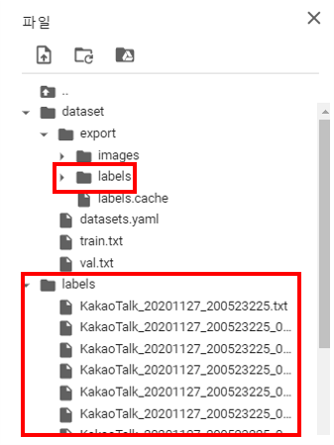 파일
..
dataset
export
images
labels
labels.cache
datasets.yaml
train.txt
val.txt
labels
KakaoTalk_20201127_200523225.txt
KakaoTalk_20201127_200523225_0...
KakaoTalk_20201127_200523225_0...
KakaoTalk_20201127_200523225_0...
KakaoTalk_20201127_200523225_0...
KakaoTalk_20201127_200523225_0...
KakaoTalk_20201127_200523225_0...